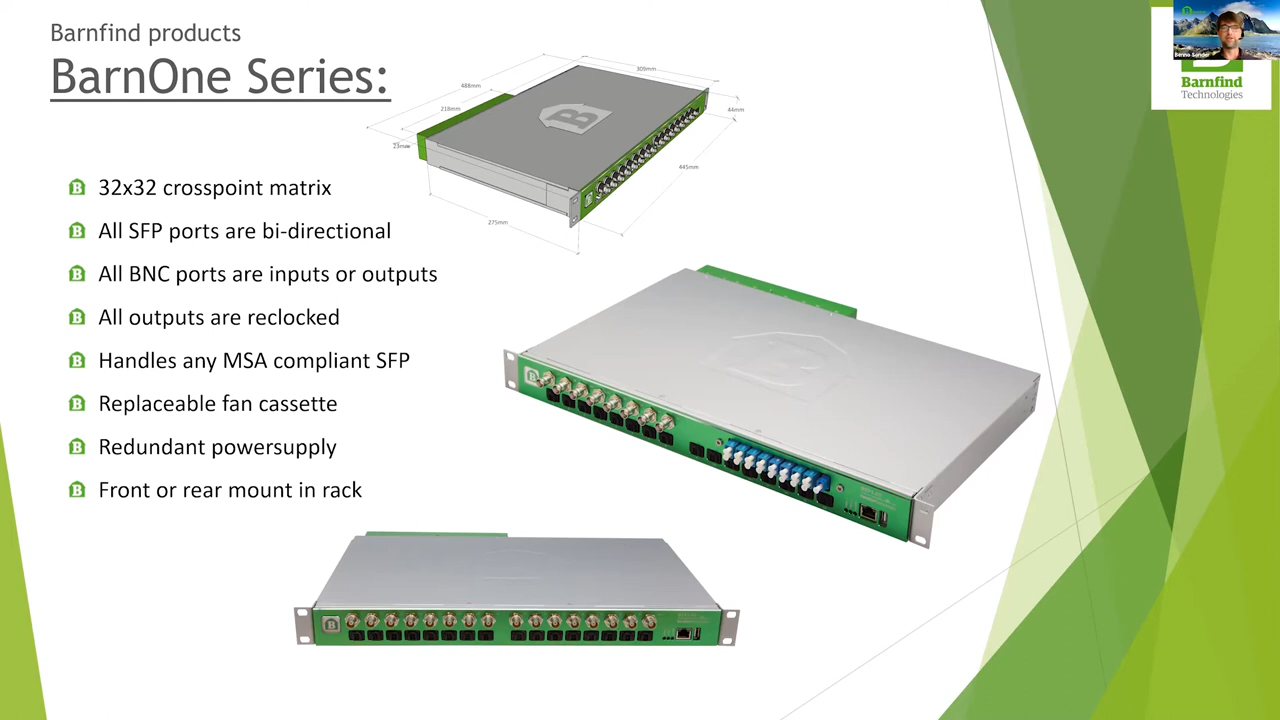 Barnfind products
BarnOne Series:
309mm
488mm
218mm
44mm
23mm
445mm
275mm
B
32x32 crosspoint matrix
All SFP ports are bi-directional
All BNC ports are inputs or outputs
All outputs are reclocked
Handles any MSA compliant SFP
Replaceable fan cassette
Redundant powersupply
Front or rear mount in rack
Barnfind
Technologies